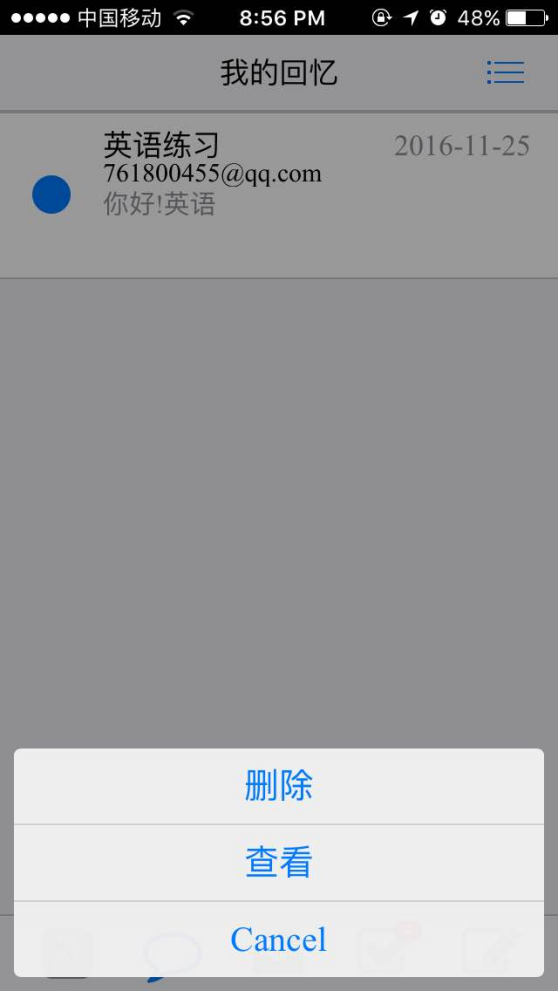 中国移动 8:56 PM 48%
我的回忆
英语练习 2016-11-25
761800455@qq.com
你好!英语
删除
查看
Cancel